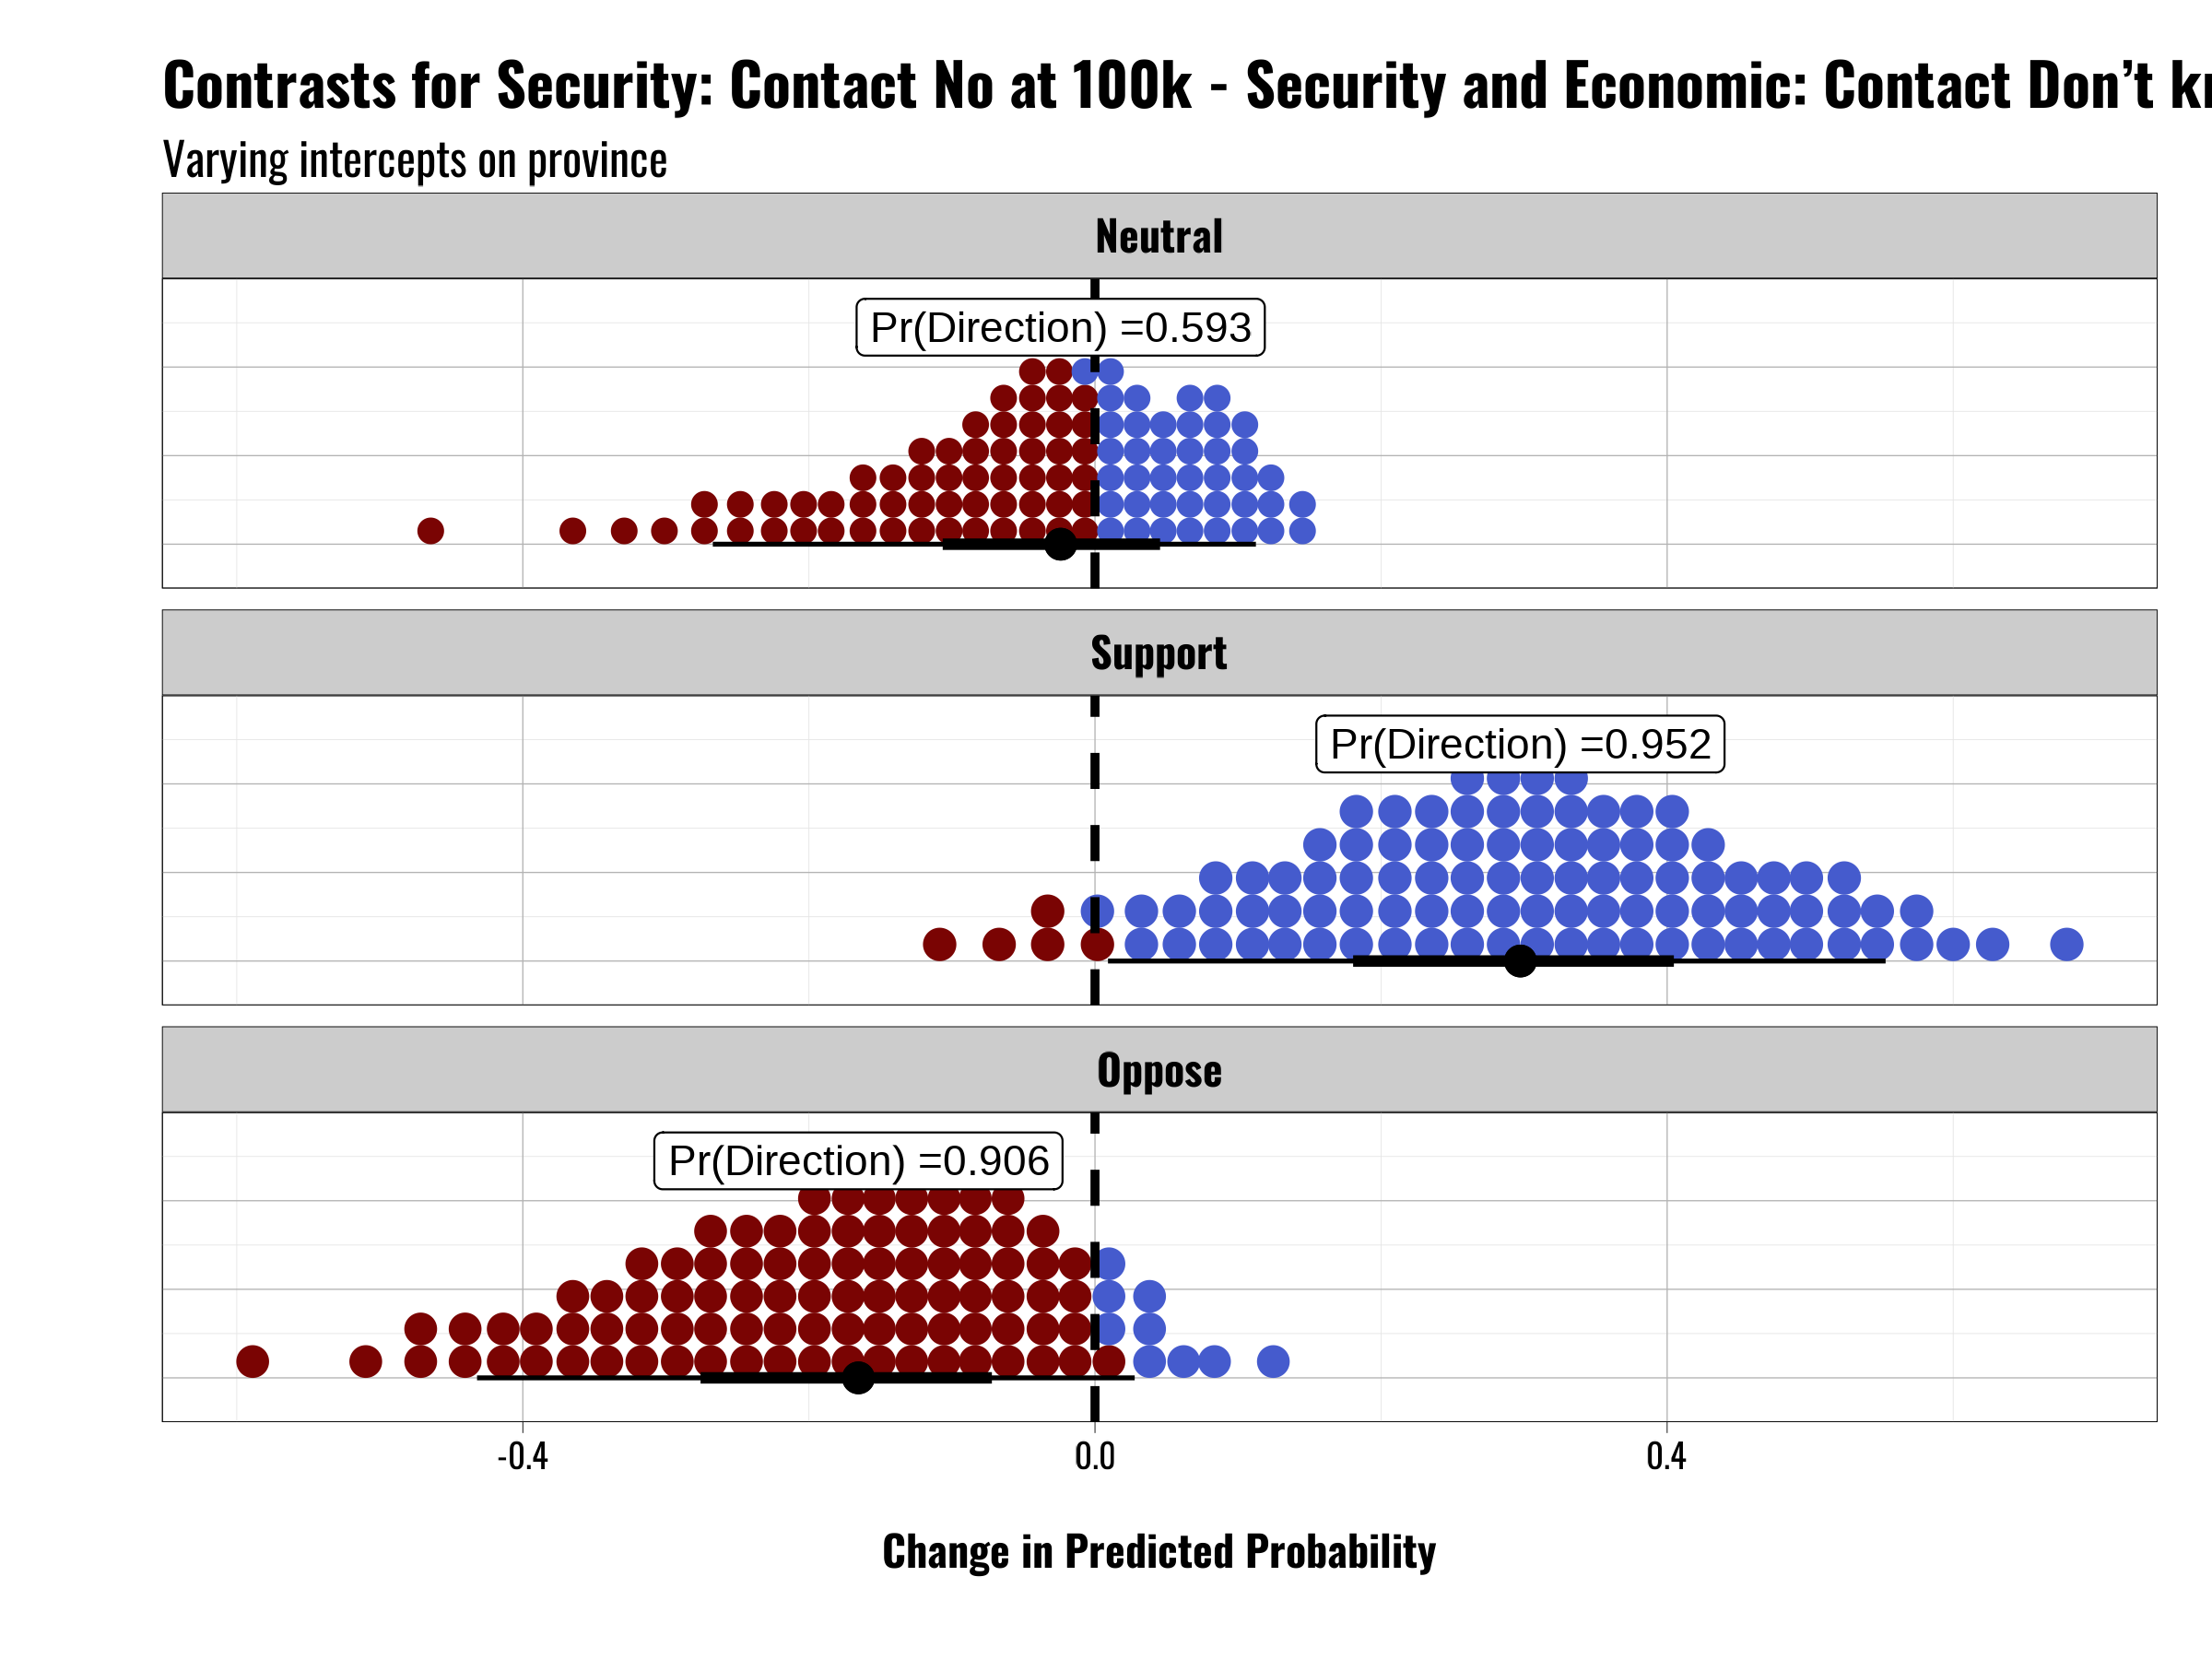 Contrasts for Security: Contact No at 100k - Security and Economic: Contact Don’t
Varying intercepts on province
Neutral
Pr(Direction) =0.593
Support
Pr(Direction) =0.952
Oppose
Pr(Direction) =0.906
-0.4 0.0 0.4
Change in Predicted Probability